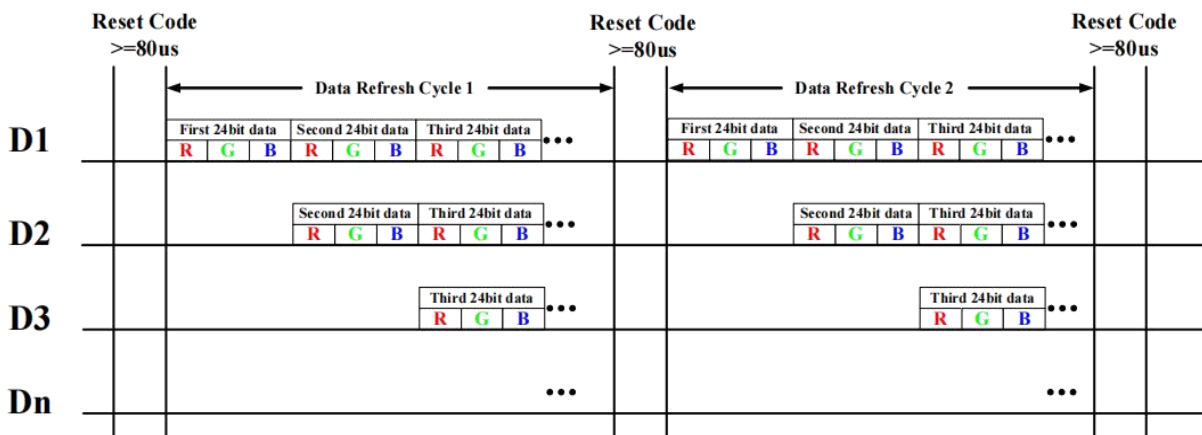 Reset Code Reset Code Reset Code
>=80us >=80us >=80us
Data Refresh Cycle 1 Data Refresh Cycle 2
First 24bit data Second 24bit data Third 24bit data First 24bit data Second 24bit data Third 24bit data
D1 R G B R G B R G B ••• R G B R G B R G B •••
Second 24bit data Third 24bit data Second 24bit data Third 24bit data
D2 R G B R G B ••• R G B R G B •••
Third 24bit data Third 24bit data
D3 R G B ••• R G B •••
Dn ••• •••